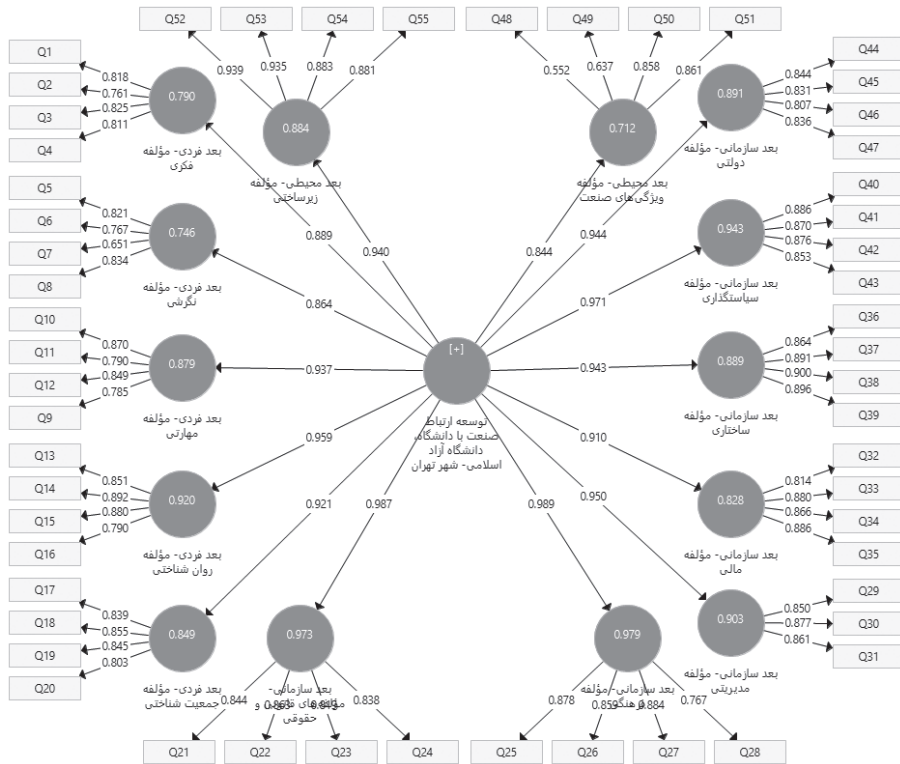 Q52 Q53 Q54 Q55 Q48 Q49 Q50 Q51
Q1
Q2
Q3
Q4
0.818
0.761
0.825
0.811
0.790
بعد فردی- مؤلفه
فکری
0.939 0.935 0.883 0.881
0.884
بعد محیطی- مؤلفه
زیرساختی
0.552 0.637 0.858 0.861
0.712
بعد محیطی- مؤلفه
ویژگی‌های صنعت
0.891
بعد سازمانی- مؤلفه
دولتی
0.844
0.831
0.807
0.836
Q44
Q45
Q46
Q47
Q5
Q6
Q7
Q8
0.821
0.767
0.651
0.834
0.746
بعد فردی- مؤلفه
نگرشی
0.889
0.940
0.844
0.944
0.943
بعد سازمانی- مؤلفه
سیاستگذاری
0.886
0.870
0.876
0.853
Q40
Q41
Q42
Q43
0.864
0.971
Q10
Q11
Q12
Q9
0.870
0.790
0.849
0.785
0.879
بعد فردی- مؤلفه
مهارتی
0.937
[+]
توسعه ارتباط
صنعت با دانشگاه،
دانشگاه آزاد
اسلامی- شهر تهران
0.943
0.889
بعد سازمانی- مؤلفه
ساختاری
0.864
0.891
0.900
0.896
Q36
Q37
Q38
Q39
0.959
0.910
Q13
Q14
Q15
Q16
0.851
0.892
0.880
0.790
0.920
بعد فردی- مؤلفه
روان شناختی
0.921
0.987
0.989
0.950
0.828
بعد سازمانی- مؤلفه
مالی
0.814
0.880
0.866
0.886
Q32
Q33
Q34
Q35
Q17
Q18
Q19
Q20
0.839
0.855
0.845
0.803
0.849
بعد فردی- مؤلفه
جمعیت شناختی
0.973
بعد سازمانی-
حقوقی
0.844 0.838
0.979
بعد سازمانی- مؤلفه
فرهنگی
0.878 0.884 0.767
0.903
بعد سازمانی- مؤلفه
مدیریتی
0.850
0.877
0.861
Q29
Q30
Q31
Q21 Q22 Q23 Q24 Q25 Q26 Q27 Q28